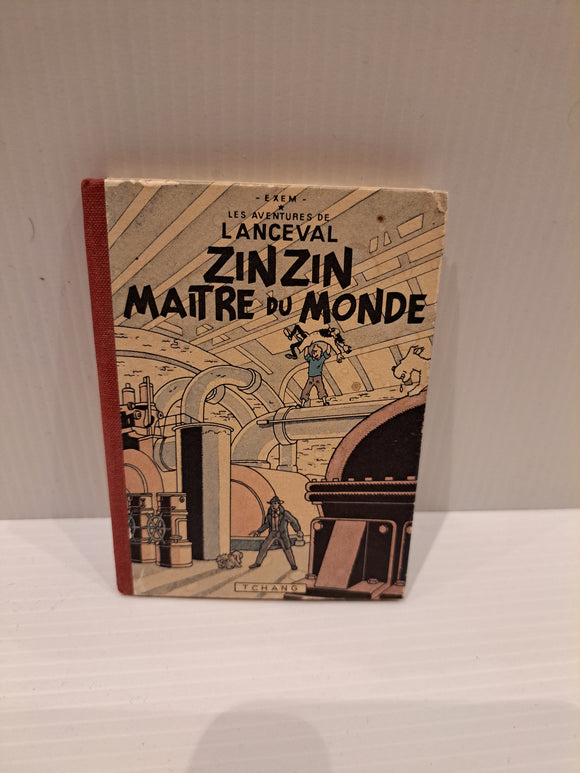 - EXEM -
LES AVENTURES DE
LANCEVAL
ZINZIN
MAITRE DU MONDE
TCHANG